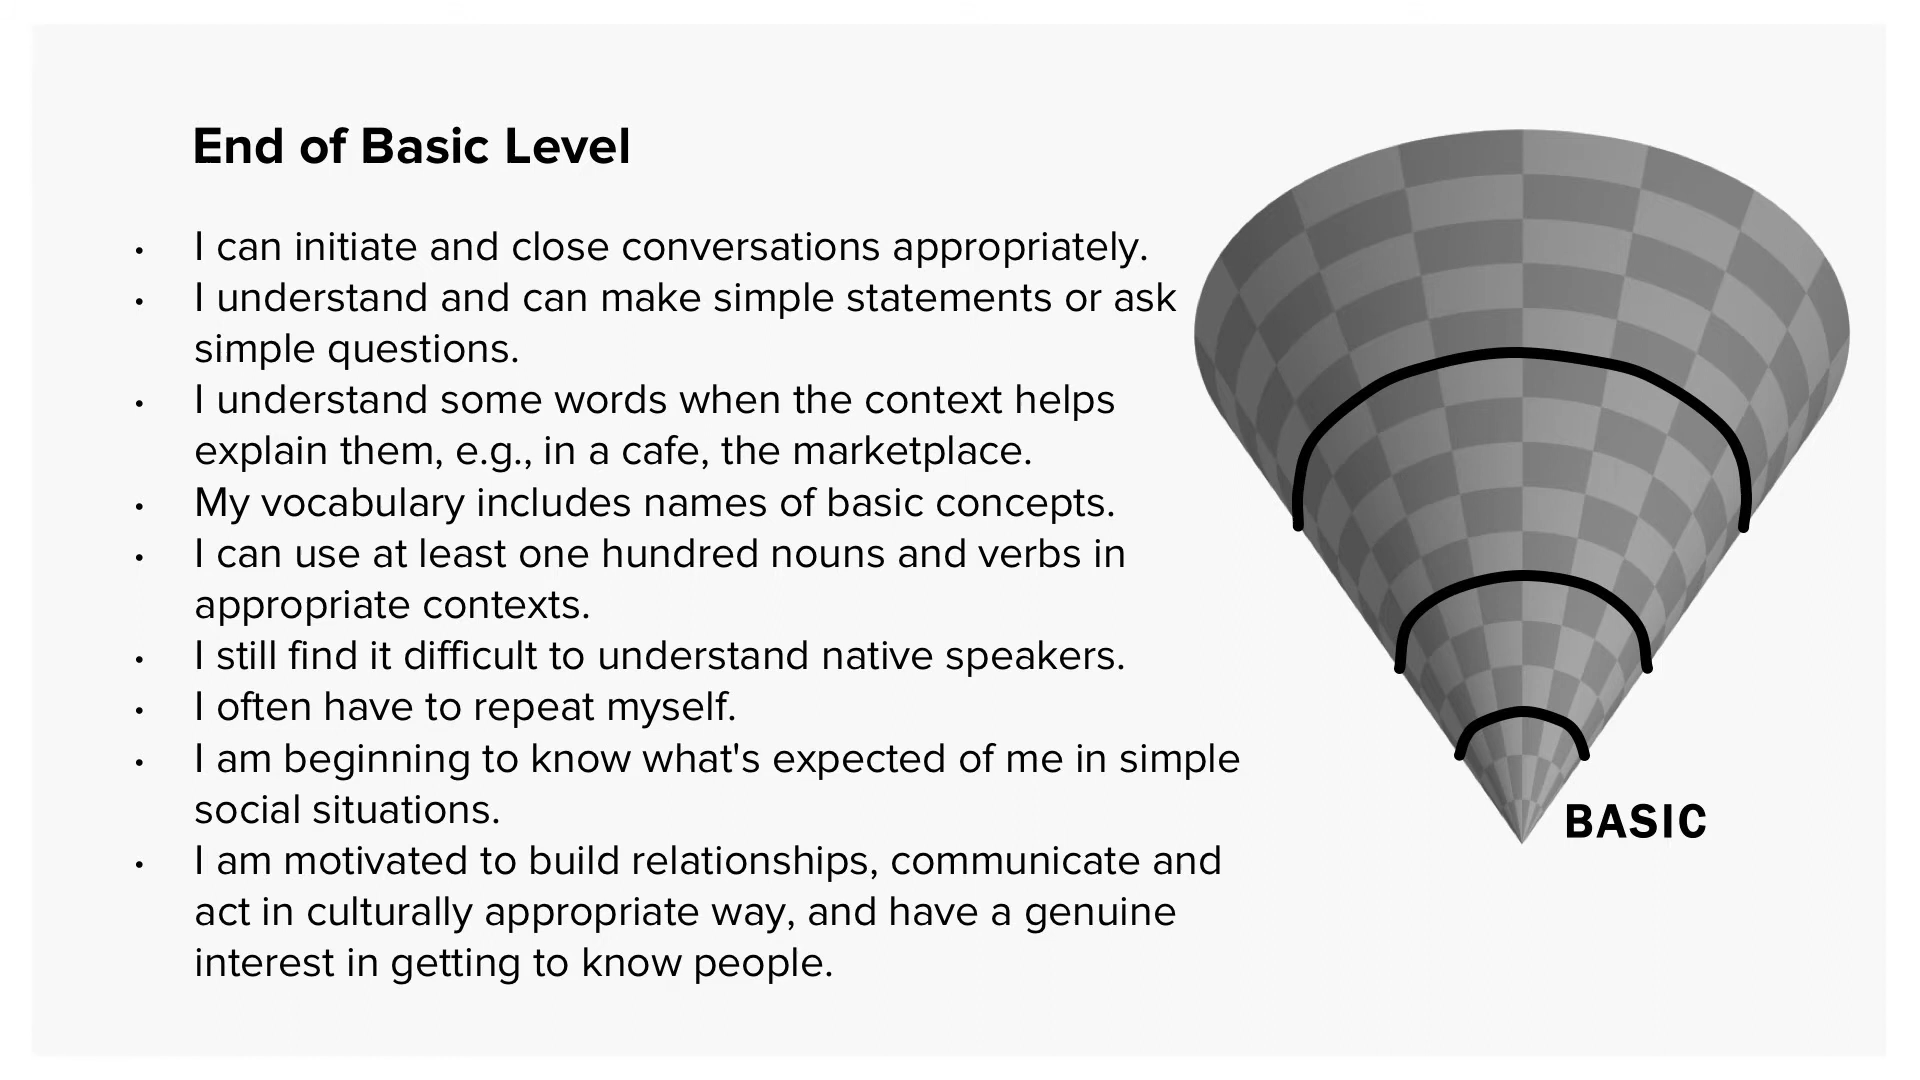 End of Basic Level
• I can initiate and close conversations appropriately.
• I understand and can make simple statements or ask
simple questions.
• I understand some words when the context helps
explain them, e.g., in a cafe, the marketplace.
• My vocabulary includes names of basic concepts.
• I can use at least one hundred nouns and verbs in
appropriate contexts.
• I still find it difficult to understand native speakers.
• I often have to repeat myself.
• I am beginning to know what's expected of me in simple
social situations.
• I am motivated to build relationships, communicate and
act in culturally appropriate way, and have a genuine
interest in getting to know people.
BASIC